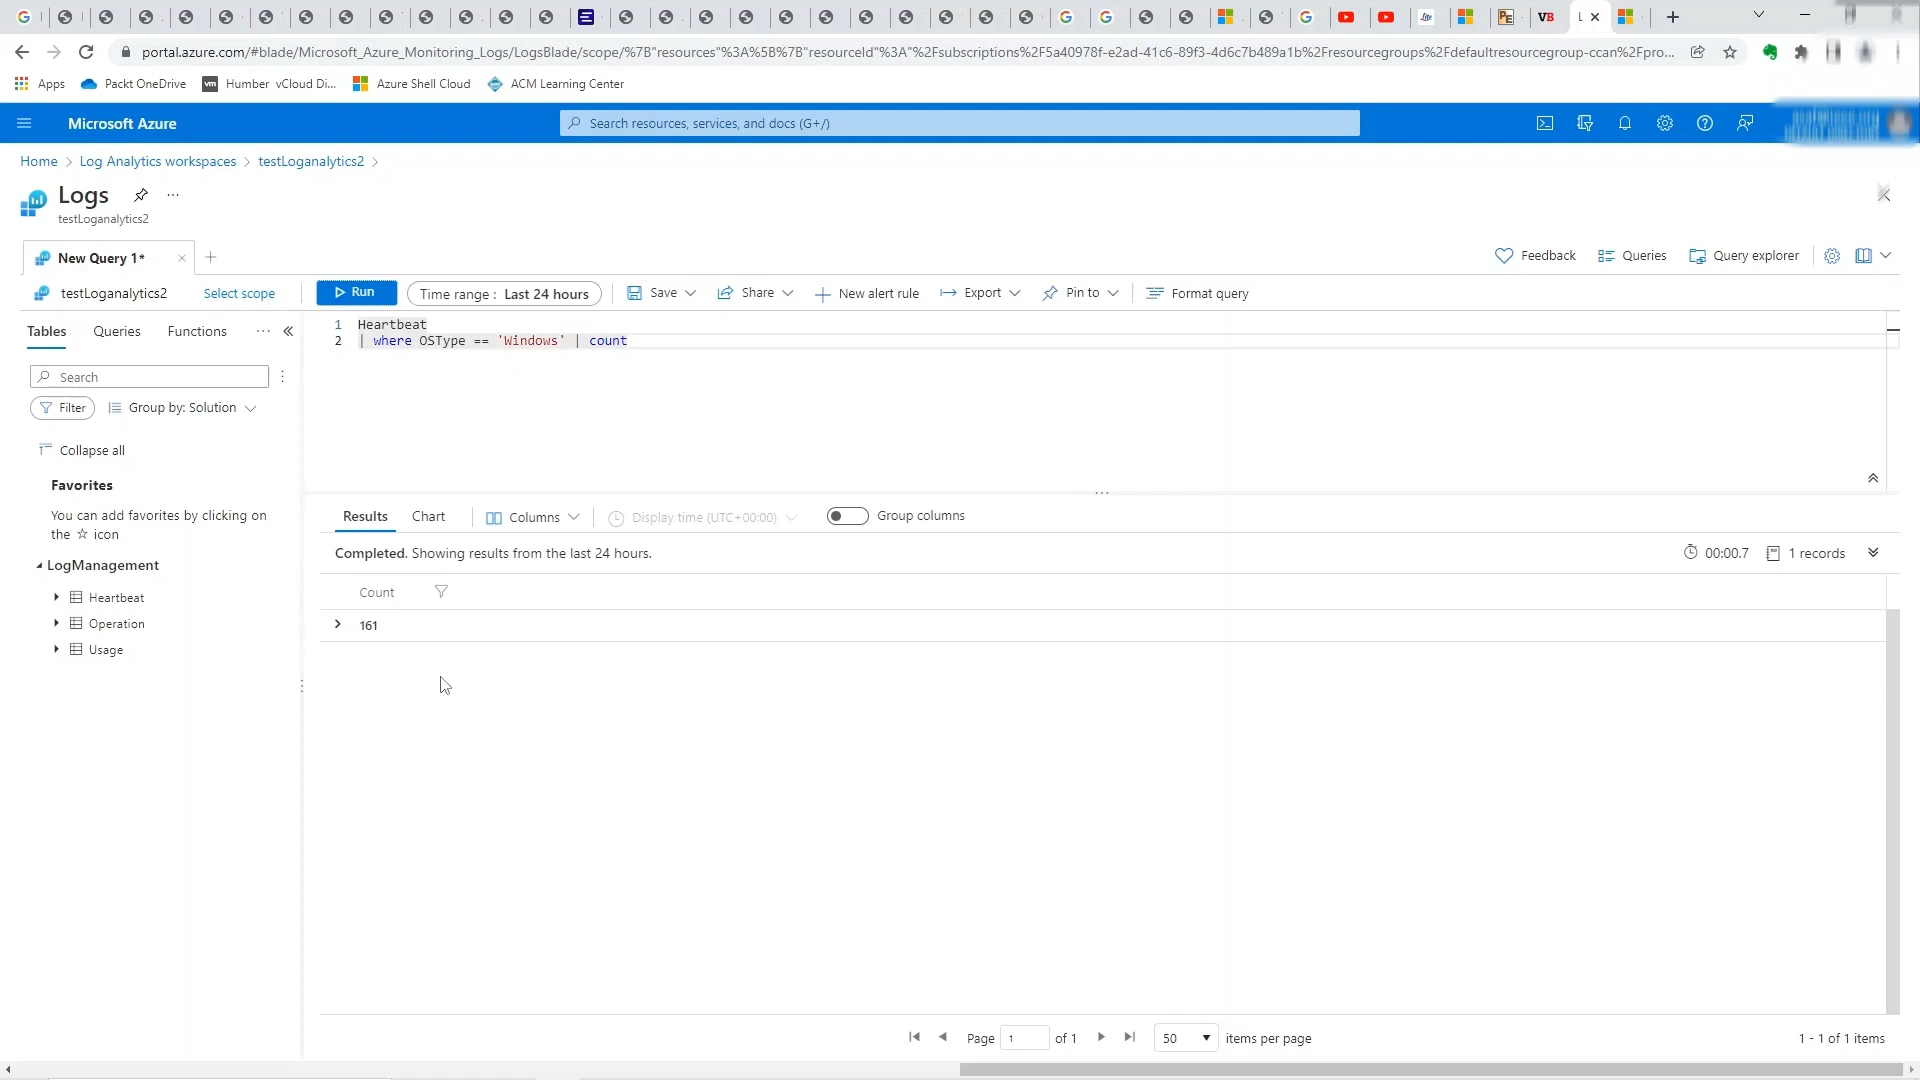 portal.azure.com/#blade/Microsoft_Azure_Monitoring_Logs/LogsBlade/scope/%7B"resources"%3A%5B%7B"resourceId"%3A"%2Fsubscriptions%2F5a40978f-e2ad-41c6-89f3-4d6c7b489a1b%2Fresourcegroups%2Fdefaultresourcegroup-ccan%2Fpro...
Apps Packt OneDrive Humber vCloud Di... Azure Shell Cloud ACM Learning Center
Microsoft Azure Search resources, services, and docs (G+/)
Home > Log Analytics workspaces > testLoganalytics2 >
Logs ...
testLoganalytics2
New Query 1* Feedback Queries Query explorer
testLoganalytics2 Select scope Run Time range : Last 24 hours Save Share New alert rule Export Pin to Format query
Tables Queries Functions ... «
1 Heartbeat
2 | where OSType == 'Windows' | count
Search
Filter Group by: Solution
Collapse all
Favorites
You can add favorites by clicking on
the ☆ icon
LogManagement
Heartbeat
Operation
Usage
Results Chart Columns Display time (UTC+00:00) Group columns
Completed. Showing results from the last 24 hours. 00:00.7 1 records
Count
161
Page 1 of 1 50 items per page 1 - 1 of 1 items